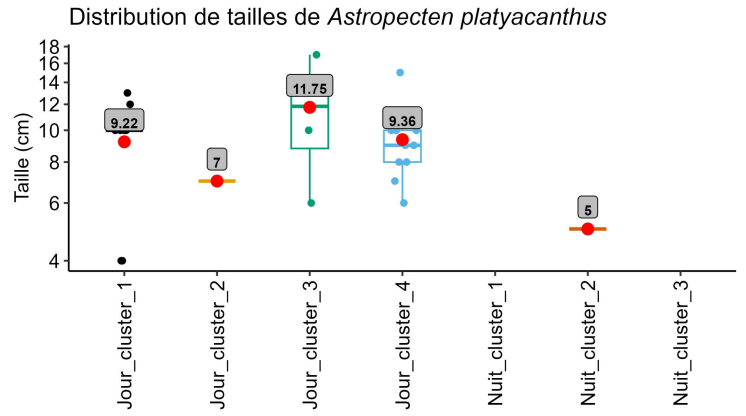 Distribution de tailles de Astropecten platyacanthus
Taille (cm)
18
16
14
12
10
8
6
4
9.22
7
11.75
9.36
5
Jour_cluster_1
Jour_cluster_2
Jour_cluster_3
Jour_cluster_4
Nuit_cluster_1
Nuit_cluster_2
Nuit_cluster_3